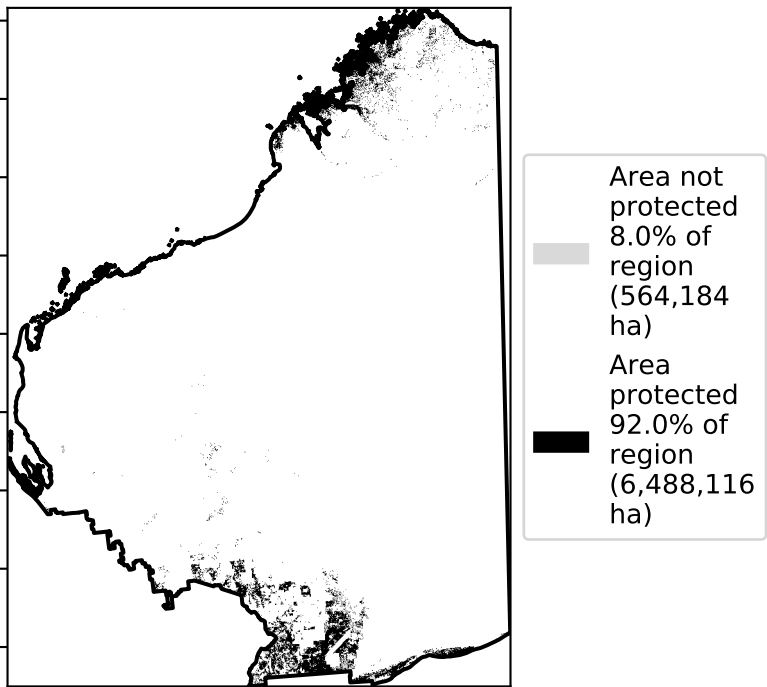 Area not
protected
8.0% of
region
(564,184
ha)
Area
protected
92.0% of
region
(6,488,116
ha)